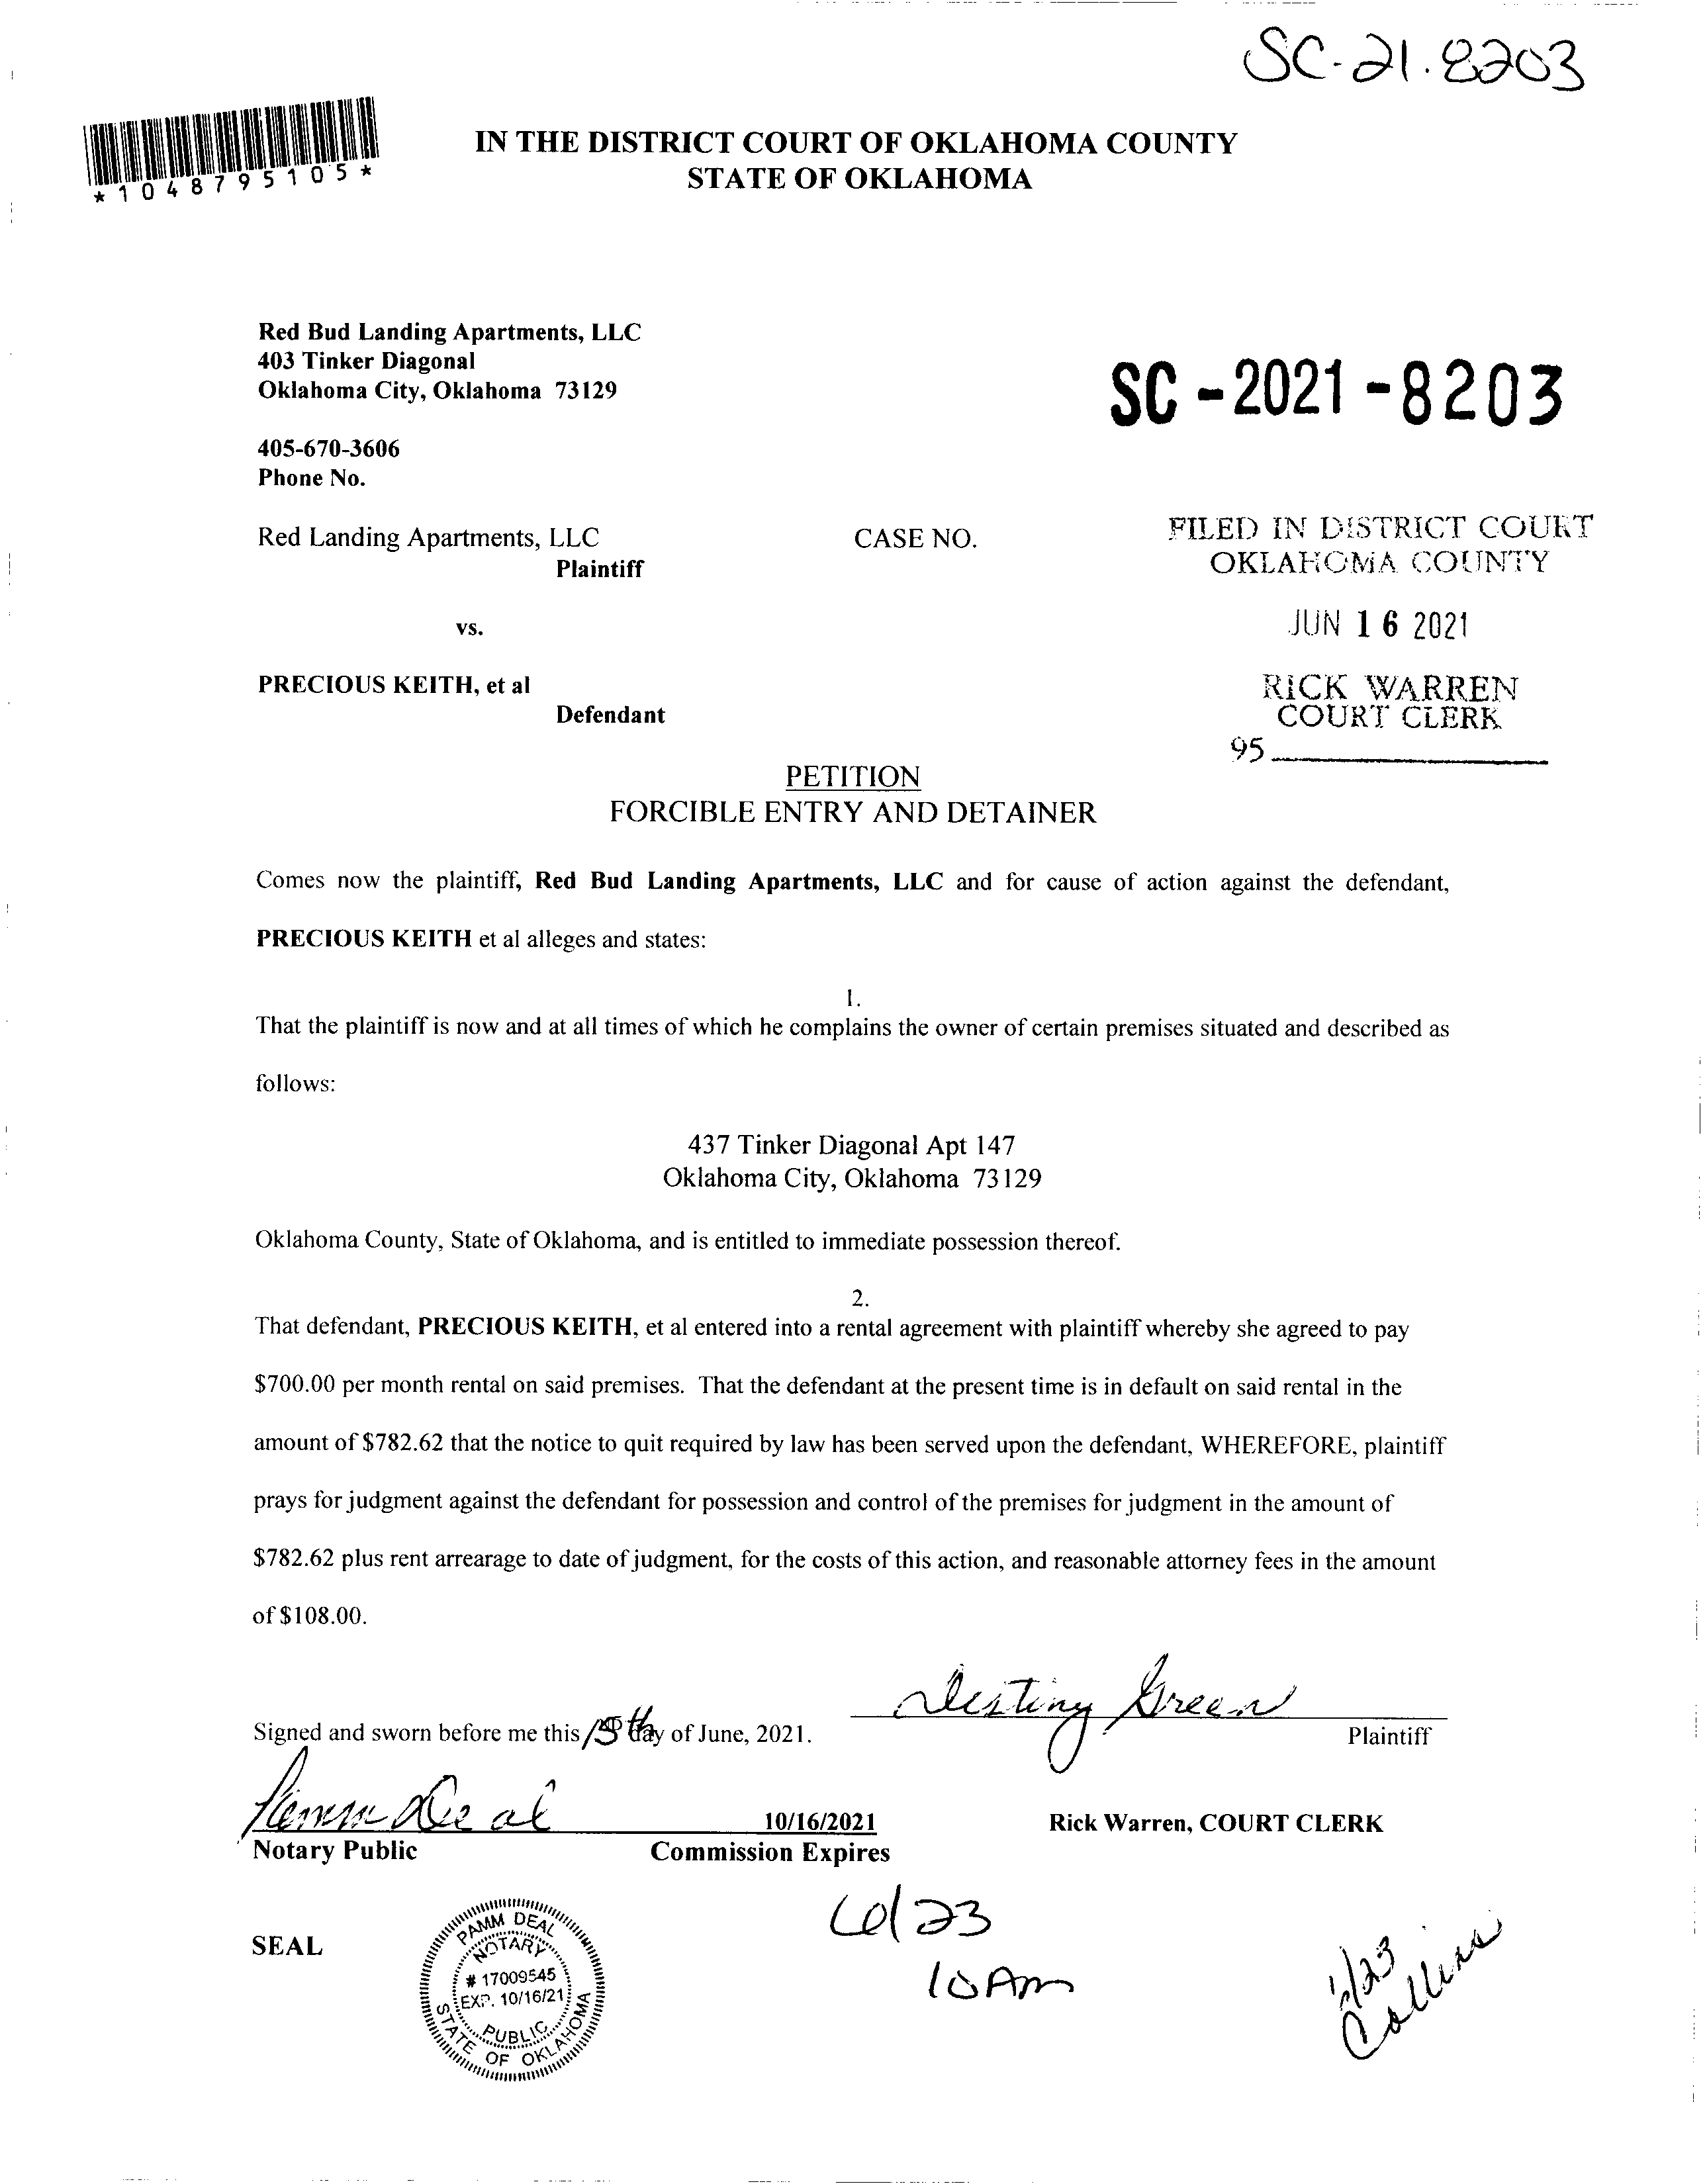 SC-21.8203
*1048795105*
IN THE DISTRICT COURT OF OKLAHOMA COUNTY
STATE OF OKLAHOMA
Red Bud Landing Apartments, LLC
403 Tinker Diagonal
Oklahoma City, Oklahoma 73129
SC-2021-8203
405-670-3606
Phone No.
Red Landing Apartments, LLC CASE NO.
Plaintiff
FILED IN DISTRICT COURT
OKLAHOMA COUNTY
vs.
JUN 16 2021
PRECIOUS KEITH, et al
Defendant
RICK WARREN
COURT CLERK
95
PETITION
FORCIBLE ENTRY AND DETAINER
Comes now the plaintiff, Red Bud Landing Apartments, LLC and for cause of action against the defendant,
PRECIOUS KEITH et al alleges and states:
1.
That the plaintiff is now and at all times of which he complains the owner of certain premises situated and described as
follows:
437 Tinker Diagonal Apt 147
Oklahoma City, Oklahoma 73129
Oklahoma County, State of Oklahoma, and is entitled to immediate possession thereof.
2.
That defendant, PRECIOUS KEITH, et al entered into a rental agreement with plaintiff whereby she agreed to pay
$700.00 per month rental on said premises. That the defendant at the present time is in default on said rental in the
amount of $782.62 that the notice to quit required by law has been served upon the defendant, WHEREFORE, plaintiff
prays for judgment against the defendant for possession and control of the premises for judgment in the amount of
$782.62 plus rent arrearage to date of judgment, for the costs of this action, and reasonable attorney fees in the amount
of $108.00.
Destiny Green
Signed and sworn before me this 15th day of June, 2021.
Plaintiff
Pamm Deal
10/16/2021
Rick Warren, COURT CLERK
Notary Public
Commission Expires
6/23
10 Am
SEAL
PAMM DEAL
NOTARY
# 17009545
EXP. 10/16/21
PUBLIC
STATE OF OKLAHOMA
/23
Collins